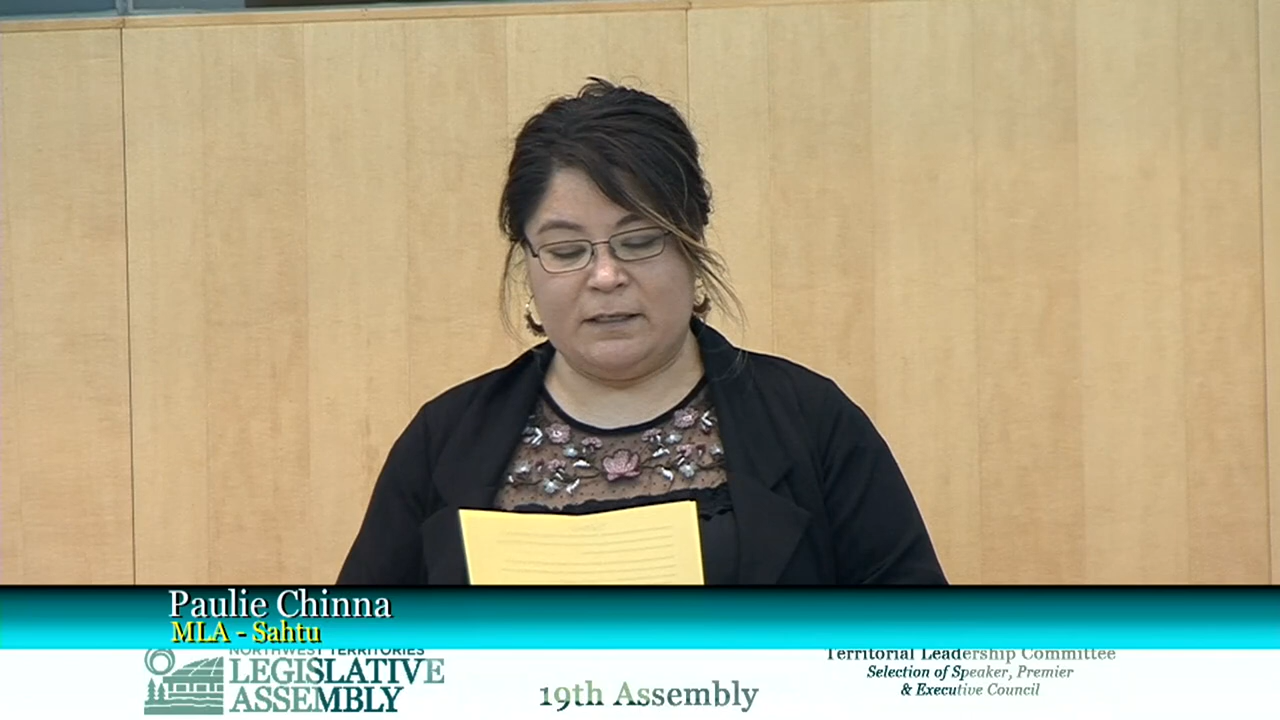 Paulie Chinna
MLA - Sahtu
NORTHWEST TERRITORIES
LEGISLATIVE
ASSEMBLY
19th Assembly
Territorial Leadership Committee
Selection of Speaker, Premier
& Executive Council